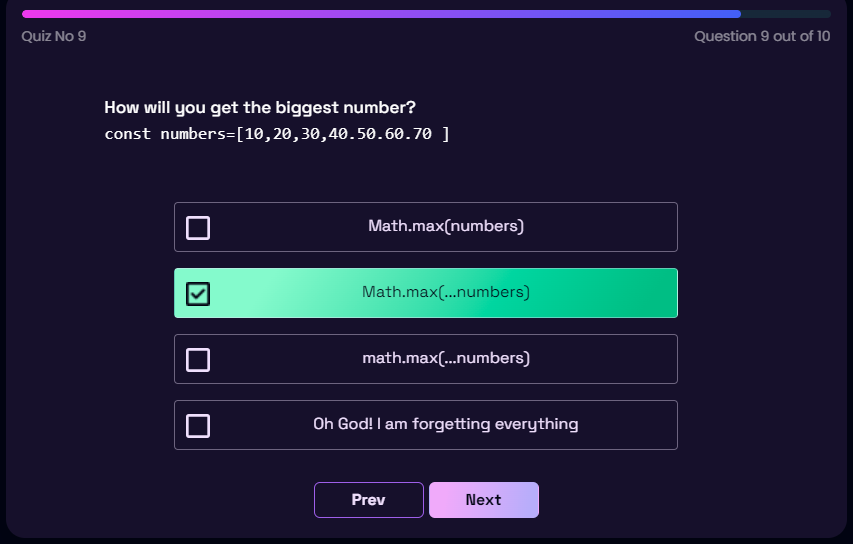 Quiz No 9
Question 9 out of 10
How will you get the biggest number?
const numbers=[10,20,30,40.50.60.70 ]
Math.max(numbers)
Math.max(...numbers)
math.max(...numbers)
Oh God! I am forgetting everything
Prev
Next